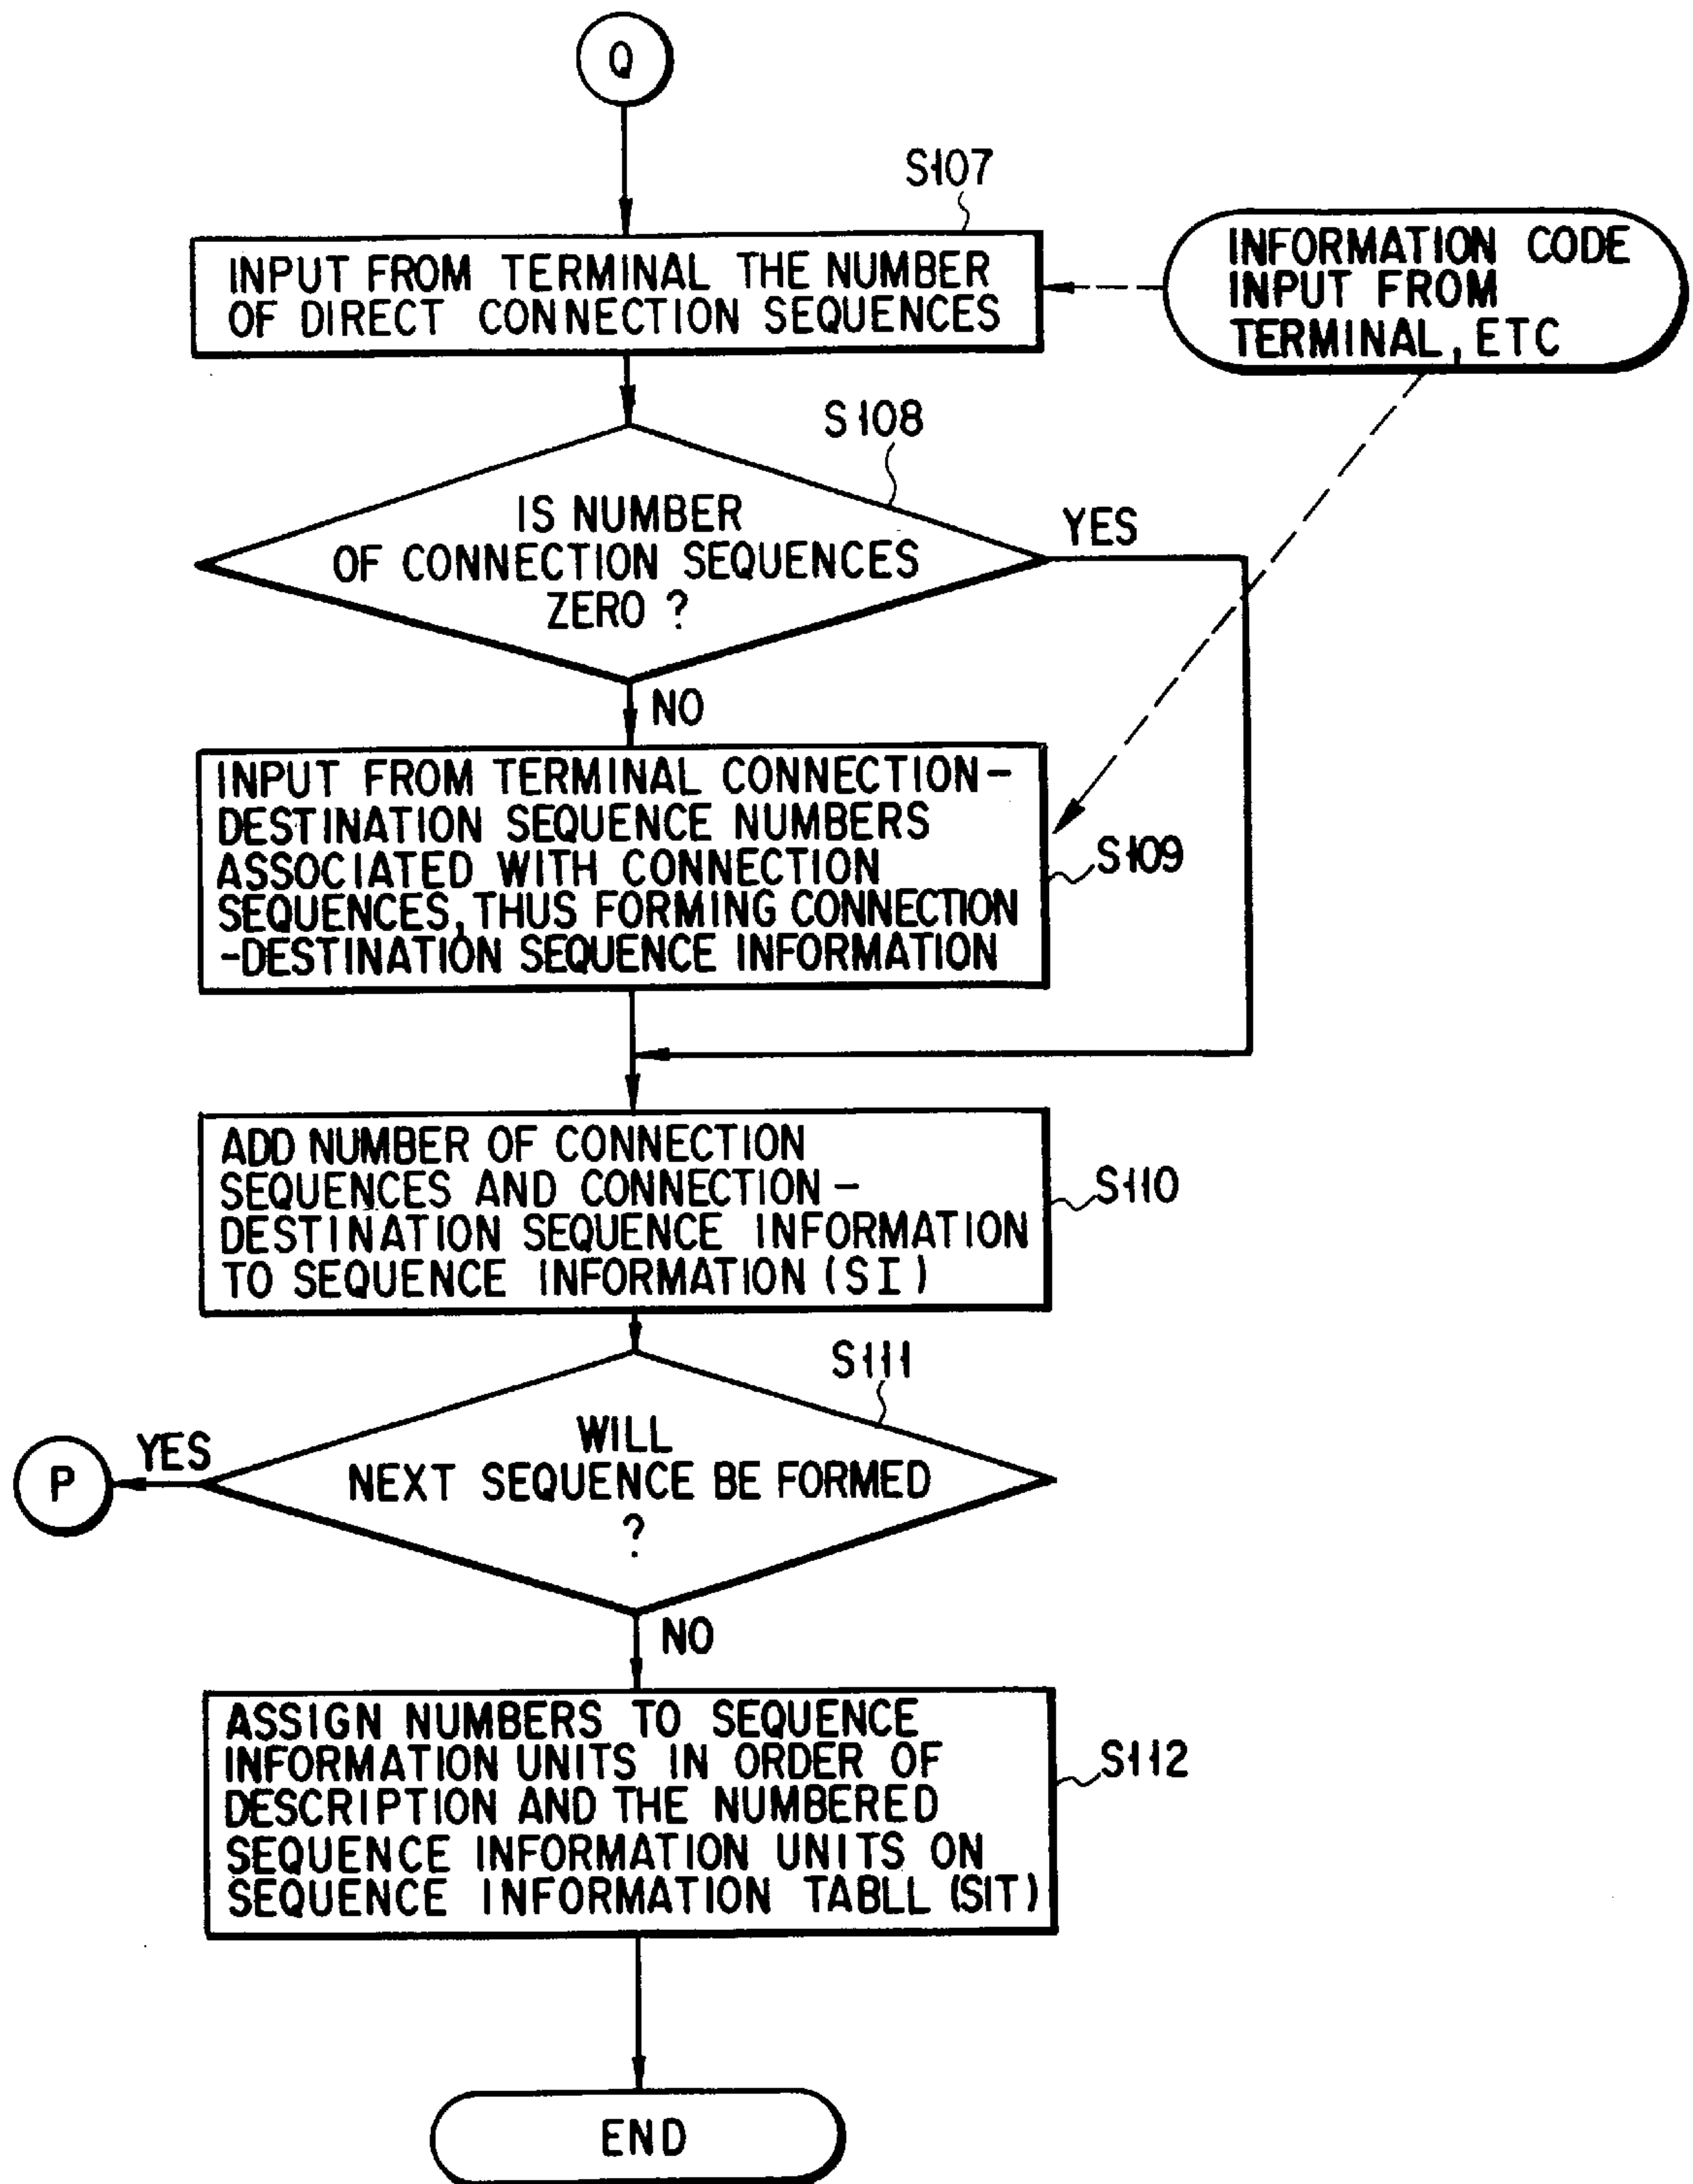 Q
S107
INPUT FROM TERMINAL THE NUMBER
OF DIRECT CONNECTION SEQUENCES
INFORMATION CODE
INPUT FROM
TERMINAL, ETC
S108
IS NUMBER
OF CONNECTION SEQUENCES
ZERO ?
YES
NO
INPUT FROM TERMINAL CONNECTION-
DESTINATION SEQUENCE NUMBERS
ASSOCIATED WITH CONNECTION
SEQUENCES, THUS FORMING CONNECTION
-DESTINATION SEQUENCE INFORMATION
S109
ADD NUMBER OF CONNECTION
SEQUENCES AND CONNECTION-
DESTINATION SEQUENCE INFORMATION
TO SEQUENCE INFORMATION (SI)
S110
S111
WILL
NEXT SEQUENCE BE FORMED
?
YES
P
NO
ASSIGN NUMBERS TO SEQUENCE
INFORMATION UNITS IN ORDER OF
DESCRIPTION AND THE NUMBERED
SEQUENCE INFORMATION UNITS ON
SEQUENCE INFORMATION TABLL (SIT)
S112
END